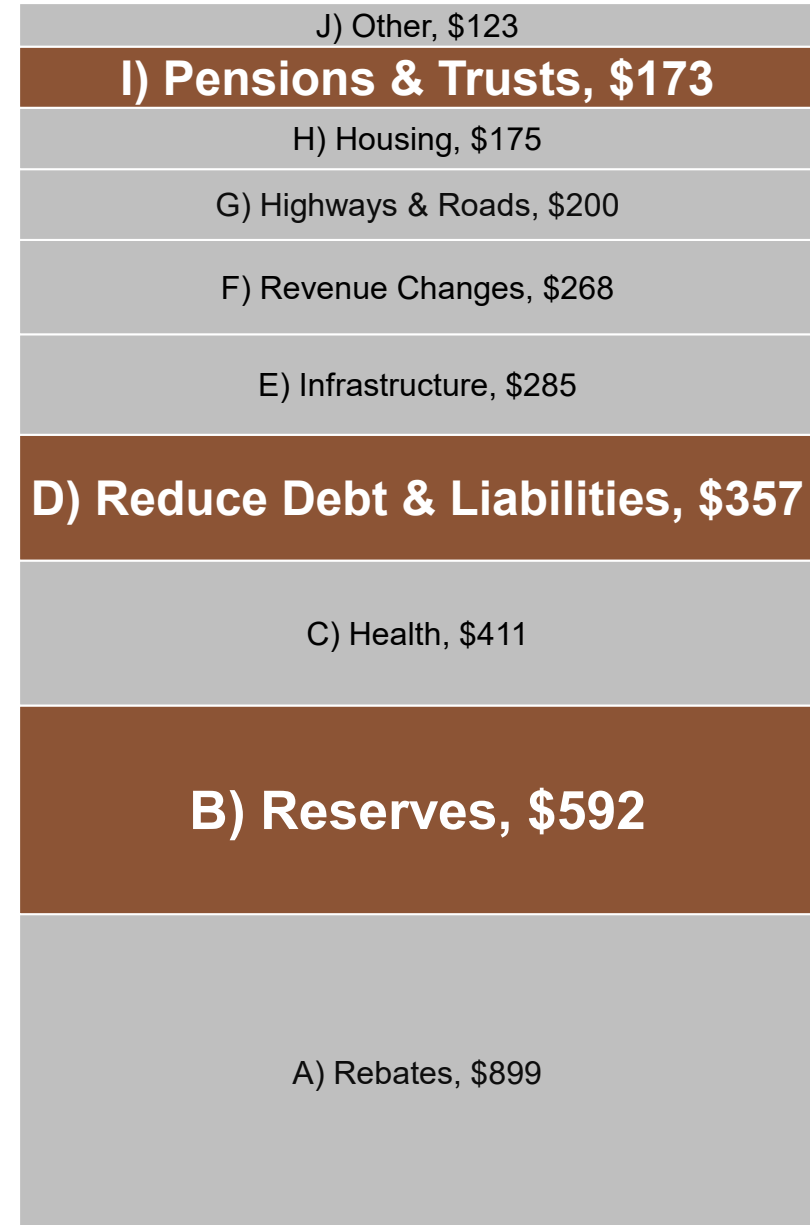 J) Other, $123
I) Pensions & Trusts, $173
H) Housing, $175
G) Highways & Roads, $200
F) Revenue Changes, $268
E) Infrastructure, $285
D) Reduce Debt & Liabilities, $357
C) Health, $411
B) Reserves, $592
A) Rebates, $899